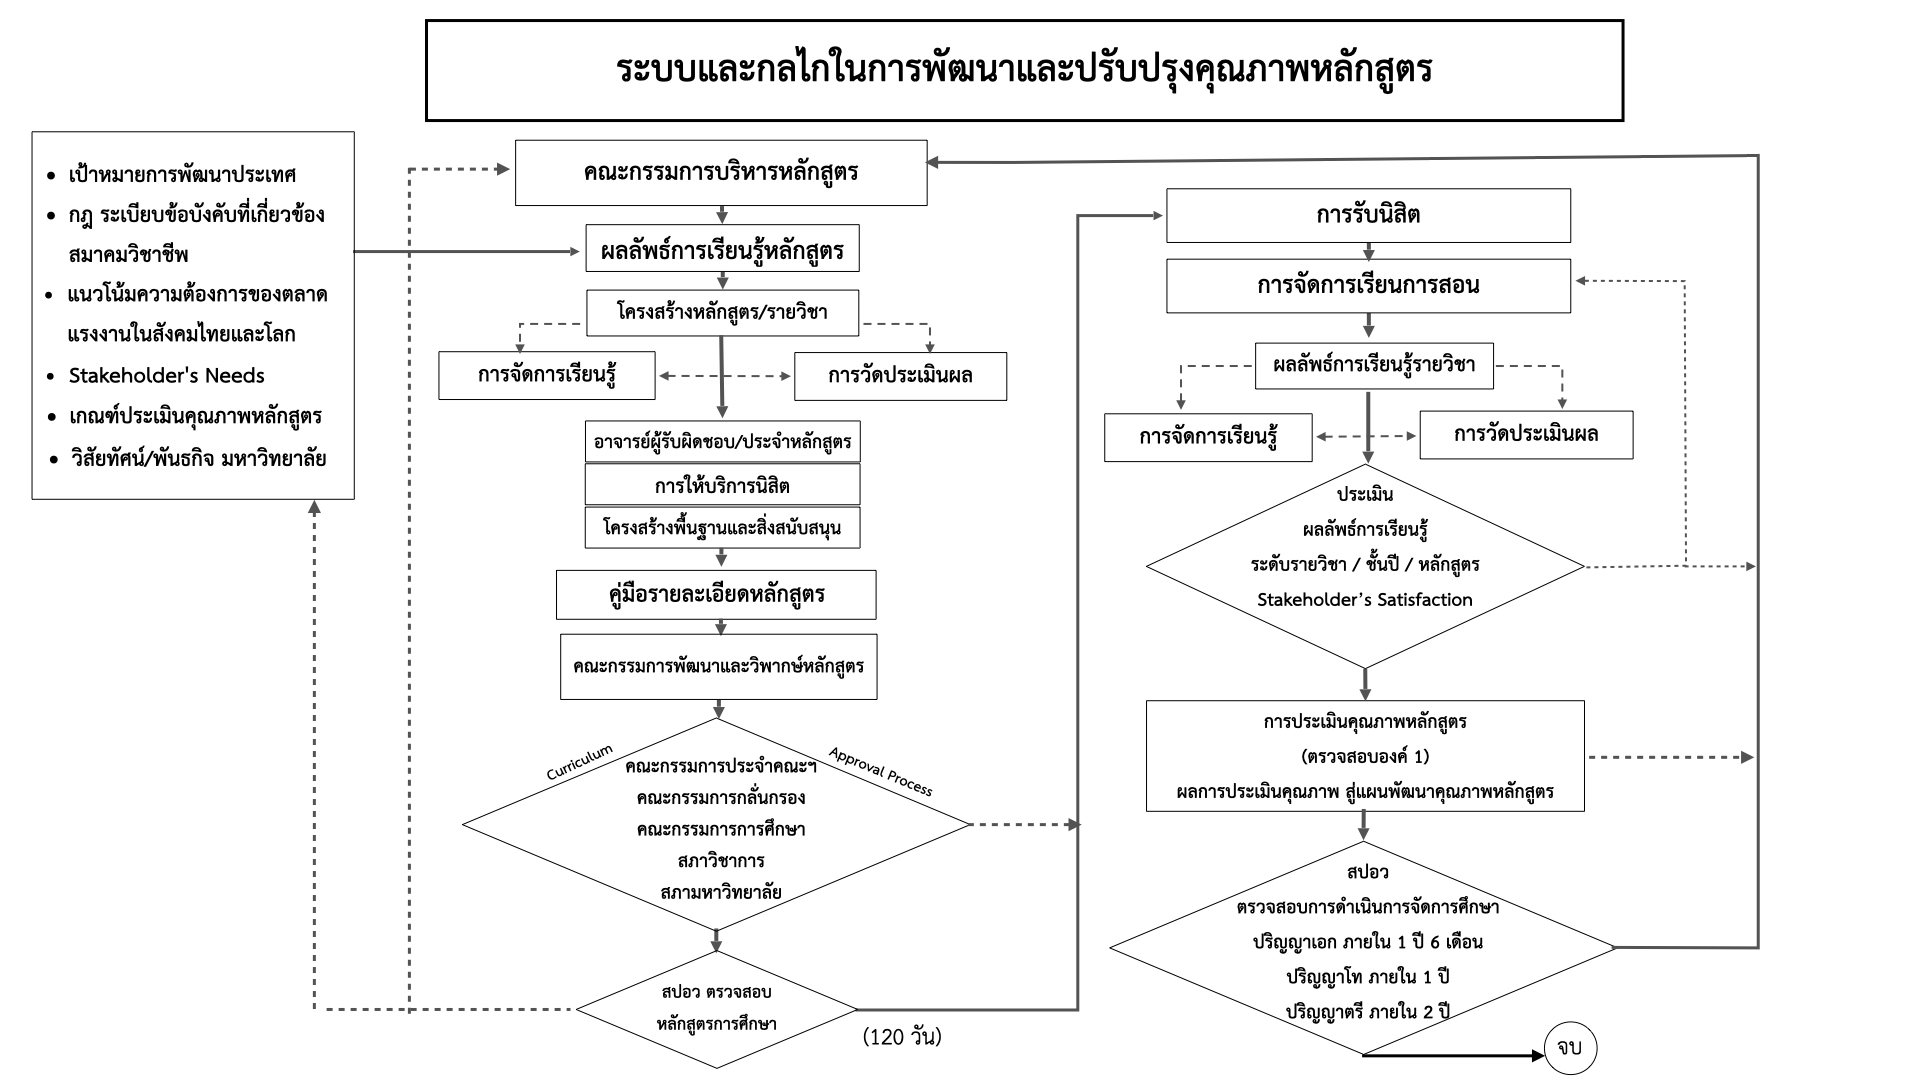 ระบบและกลไกในการพัฒนาและปรับปรุงคุณภาพหลักสูตร
• เป้าหมายการพัฒนาประเทศ
• กฎ ระเบียบข้อบังคับที่เกี่ยวข้อง
สมาคมวิชาชีพ
• แนวโน้มความต้องการของตลาด
แรงงานในสังคมไทยและโลก
• Stakeholder's Needs
• เกณฑ์ประเมินคุณภาพหลักสูตร
• วิสัยทัศน์/พันธกิจ มหาวิทยาลัย
คณะกรรมการบริหารหลักสูตร
ผลลัพธ์การเรียนรู้หลักสูตร
โครงสร้างหลักสูตร/รายวิชา
การจัดการเรียนรู้
การวัดประเมินผล
อาจารย์ผู้รับผิดชอบ/ประจำหลักสูตร
การให้บริการนิสิต
โครงสร้างพื้นฐานและสิ่งสนับสนุน
คู่มือรายละเอียดหลักสูตร
คณะกรรมการพัฒนาและวิพากษ์หลักสูตร
Curriculum
Approval Process
คณะกรรมการประจำคณะฯ
คณะกรรมการกลั่นกรอง
คณะกรรมการการศึกษา
สภาวิชาการ
สภามหาวิทยาลัย
สปอว ตรวจสอบ
หลักสูตรการศึกษา
(120 วัน)
การรับนิสิต
การจัดการเรียนการสอน
ผลลัพธ์การเรียนรู้รายวิชา
การจัดการเรียนรู้
การวัดประเมินผล
ประเมิน
ผลลัพธ์การเรียนรู้
ระดับรายวิชา / ชั้นปี / หลักสูตร
Stakeholder’s Satisfaction
การประเมินคุณภาพหลักสูตร
(ตรวจสอบองค์ 1)
ผลการประเมินคุณภาพ สู่แผนพัฒนาคุณภาพหลักสูตร
สปอว
ตรวจสอบการดำเนินการจัดการศึกษา
ปริญญาเอก ภายใน 1 ปี 6 เดือน
ปริญญาโท ภายใน 1 ปี
ปริญญาตรี ภายใน 2 ปี
จบ